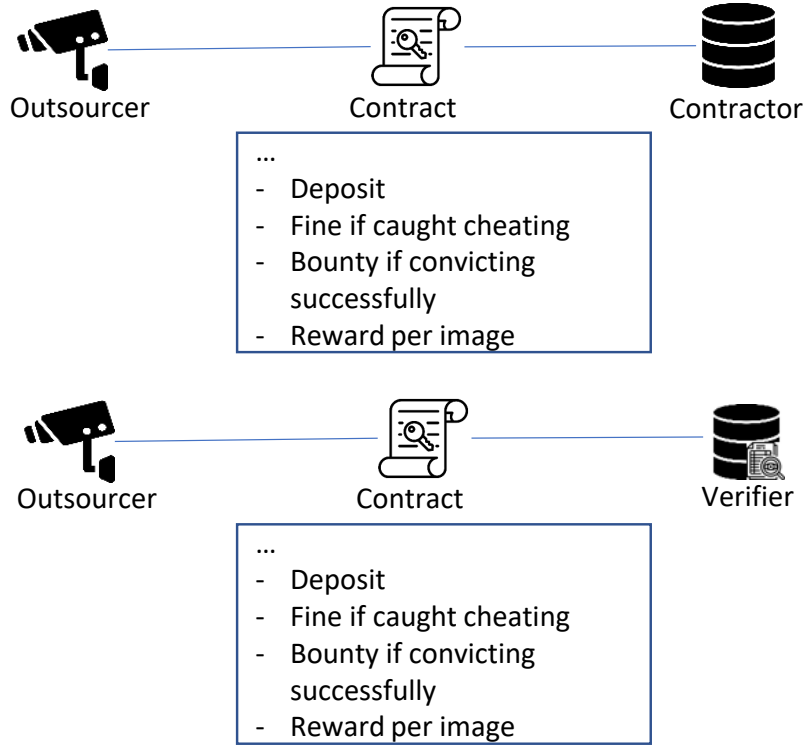 Outsourcer Contract Contractor
...
- Deposit
- Fine if caught cheating
- Bounty if convicting
successfully
- Reward per image
Outsourcer Contract Verifier
...
- Deposit
- Fine if caught cheating
- Bounty if convicting
successfully
- Reward per image